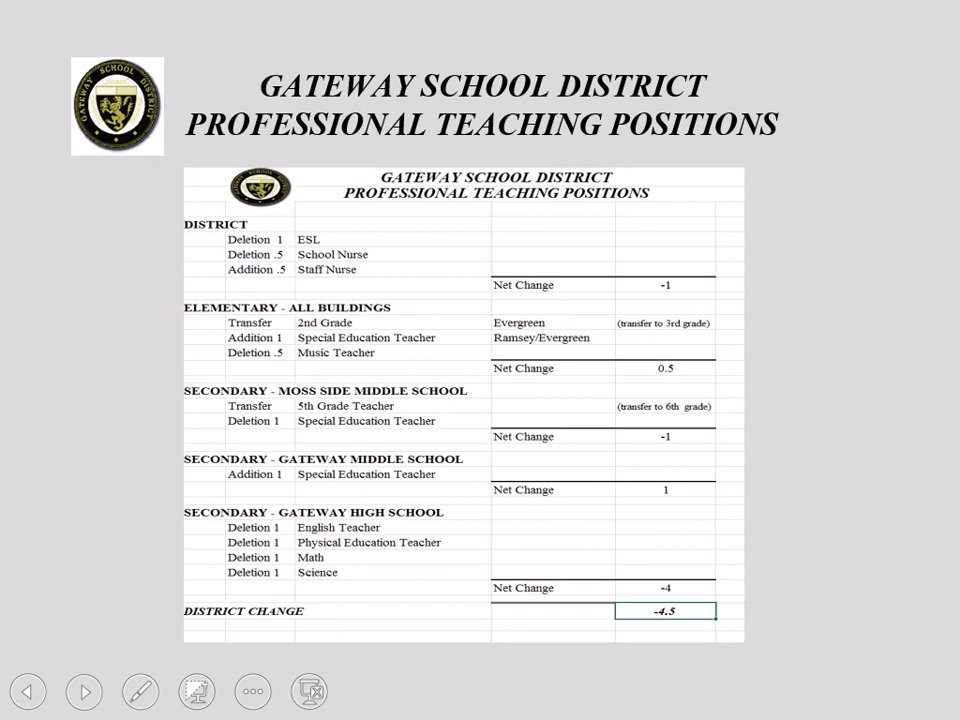 GATEWAY SCHOOL DISTRICT
GATEWAY SCHOOL DISTRICT
PROFESSIONAL TEACHING POSITIONS
GATEWAY SCHOOL DISTRICT
PROFESSIONAL TEACHING POSITIONS
DISTRICT
Deletion 1 ESL
Deletion .5 School Nurse
Addition .5 Staff Nurse
Net Change -1
ELEMENTARY - ALL BUILDINGS
Transfer 2nd Grade Evergreen (transfer to 3rd grade)
Addition 1 Special Education Teacher Ramsey/Evergreen
Deletion .5 Music Teacher
Net Change 0.5
SECONDARY - MOSS SIDE MIDDLE SCHOOL
Transfer 5th Grade Teacher (transfer to 6th grade)
Deletion 1 Special Education Teacher
Net Change -1
SECONDARY - GATEWAY MIDDLE SCHOOL
Addition 1 Special Education Teacher
Net Change 1
SECONDARY - GATEWAY HIGH SCHOOL
Deletion 1 English Teacher
Deletion 1 Physical Education Teacher
Deletion 1 Math
Deletion 1 Science
Net Change -4
DISTRICT CHANGE -4.5